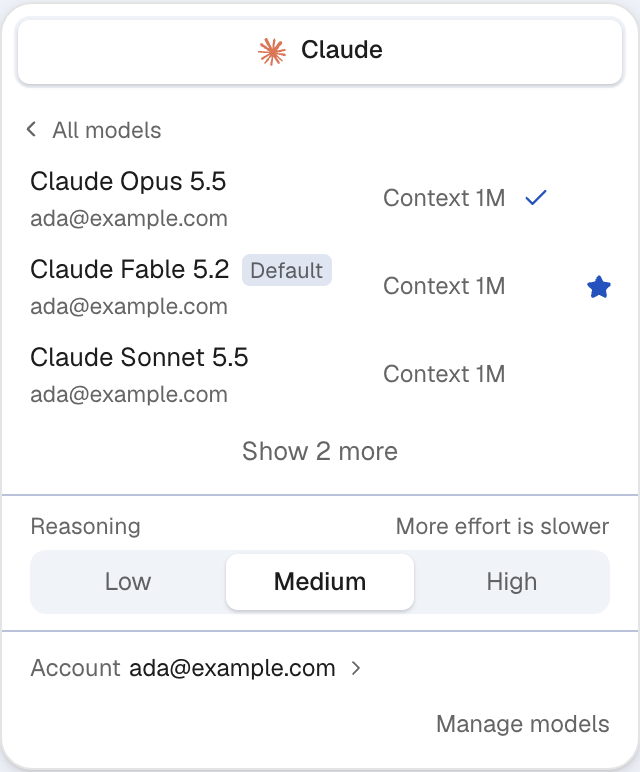 Claude
All models
Claude Opus 5.5
ada@example.com
Context 1M
Claude Fable 5.2 Default
ada@example.com
Context 1M
Claude Sonnet 5.5
ada@example.com
Context 1M
Show 2 more
Reasoning
More effort is slower
Low
Medium
High
Account ada@example.com
Manage models